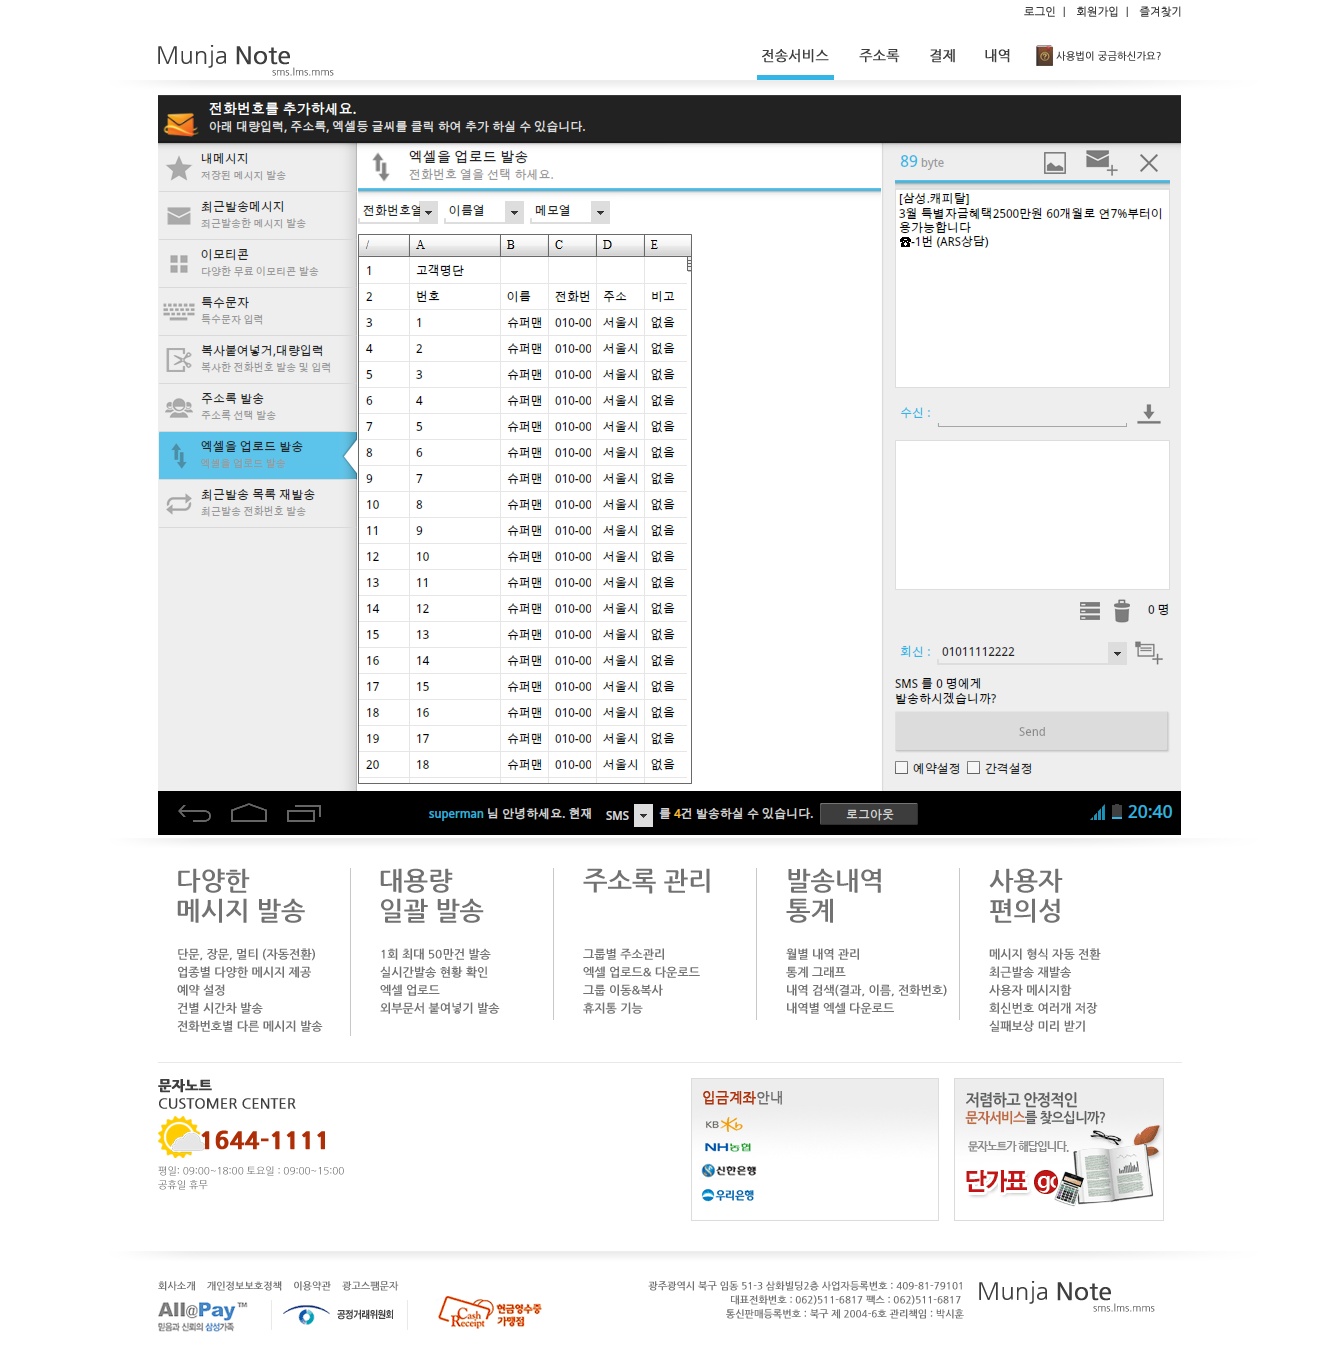 로그인 | 회원가입 | 즐겨찾기
Munja Note
sms.lms.mms
전송서비스 주소록 결제 내역 사용법이 궁금하신가요?
전화번호를 추가하세요.
아래 대량입력, 주소록, 엑셀등 글씨를 클릭 하여 추가 하실 수 있습니다.
내메시지
저장된 메시지 발송
최근발송메시지
최근발송한 메시지 발송
이모티콘
다양한 무료 이모티콘 발송
특수문자
특수문자 입력
복사붙여넣거,대량입력
복사한 전화번호 발송 및 입력
주소록 발송
주소록 선택 발송
엑셀을 업로드 발송
엑셀을 업로드 발송
최근발송 목록 재발송
최근발송 전화번호 발송
엑셀을 업로드 발송
전화번호 열을 선택 하세요.
전화번호열 이름열 메모열
/ A B C D E
1 고객명단
2 번호 이름 전화번 주소 비고
3 1 슈퍼맨 010-00 서울시 없음
4 2 슈퍼맨 010-00 서울시 없음
5 3 슈퍼맨 010-00 서울시 없음
6 4 슈퍼맨 010-00 서울시 없음
7 5 슈퍼맨 010-00 서울시 없음
8 6 슈퍼맨 010-00 서울시 없음
9 7 슈퍼맨 010-00 서울시 없음
10 8 슈퍼맨 010-00 서울시 없음
11 9 슈퍼맨 010-00 서울시 없음
12 10 슈퍼맨 010-00 서울시 없음
13 11 슈퍼맨 010-00 서울시 없음
14 12 슈퍼맨 010-00 서울시 없음
15 13 슈퍼맨 010-00 서울시 없음
16 14 슈퍼맨 010-00 서울시 없음
17 15 슈퍼맨 010-00 서울시 없음
18 16 슈퍼맨 010-00 서울시 없음
19 17 슈퍼맨 010-00 서울시 없음
20 18 슈퍼맨 010-00 서울시 없음
89 byte
[삼성.캐피탈]
3월 특별자금혜택2500만원 60개월로 연7%부터이
용가능합니다
☎-1번 (ARS상담)
수신 :
0 명
회신 : 01011112222
SMS 를 0 명에게
발송하시겠습니까?
Send
예약설정 간격설정
superman 님 안녕하세요. 현재 SMS 를 4건 발송하실 수 있습니다. 로그아웃
20:40
다양한
메시지 발송
단문, 장문, 멀티 (자동전환)
업종별 다양한 메시지 제공
예약 설정
건별 시간차 발송
전화번호별 다른 메시지 발송
대용량
일괄 발송
1회 최대 50만건 발송
실시간발송 현황 확인
엑셀 업로드
외부문서 붙여넣기 발송
주소록 관리
그룹별 주소관리
엑셀 업로드& 다운로드
그룹 이동&복사
휴지통 기능
발송내역
통계
월별 내역 관리
통계 그래프
내역 검색(결과, 이름, 전화번호)
내역별 엑셀 다운로드
사용자
편의성
메시지 형식 자동 전환
최근발송 재발송
사용자 메시지함
회신번호 여러개 저장
실패보상 미리 받기
문자노트
CUSTOMER CENTER
1644-1111
평일: 09:00~18:00 토요일 : 09:00~15:00
공휴일 휴무
입금계좌안내
KB
NH농협
신한은행
우리은행
저렴하고 안정적인
문자서비스를 찾으십니까?
문자노트가 해답입니다.
단가표 go
회사소개 개인정보보호정책 이용약관 광고스팸문자
All@Pay™
믿음과 신뢰의 삼성가족
공정거래위원회
Cash Receipt
현금영수증
가맹점
광주광역시 북구 임동 51-3 삼화빌딩2층 사업자등록번호 : 409-81-79101
대표전화번호 : 062)511-6817 팩스 : 062)511-6817
통신판매등록번호 : 북구 제 2004-6호 관리책임 : 박시훈
Munja Note
sms.lms.mms